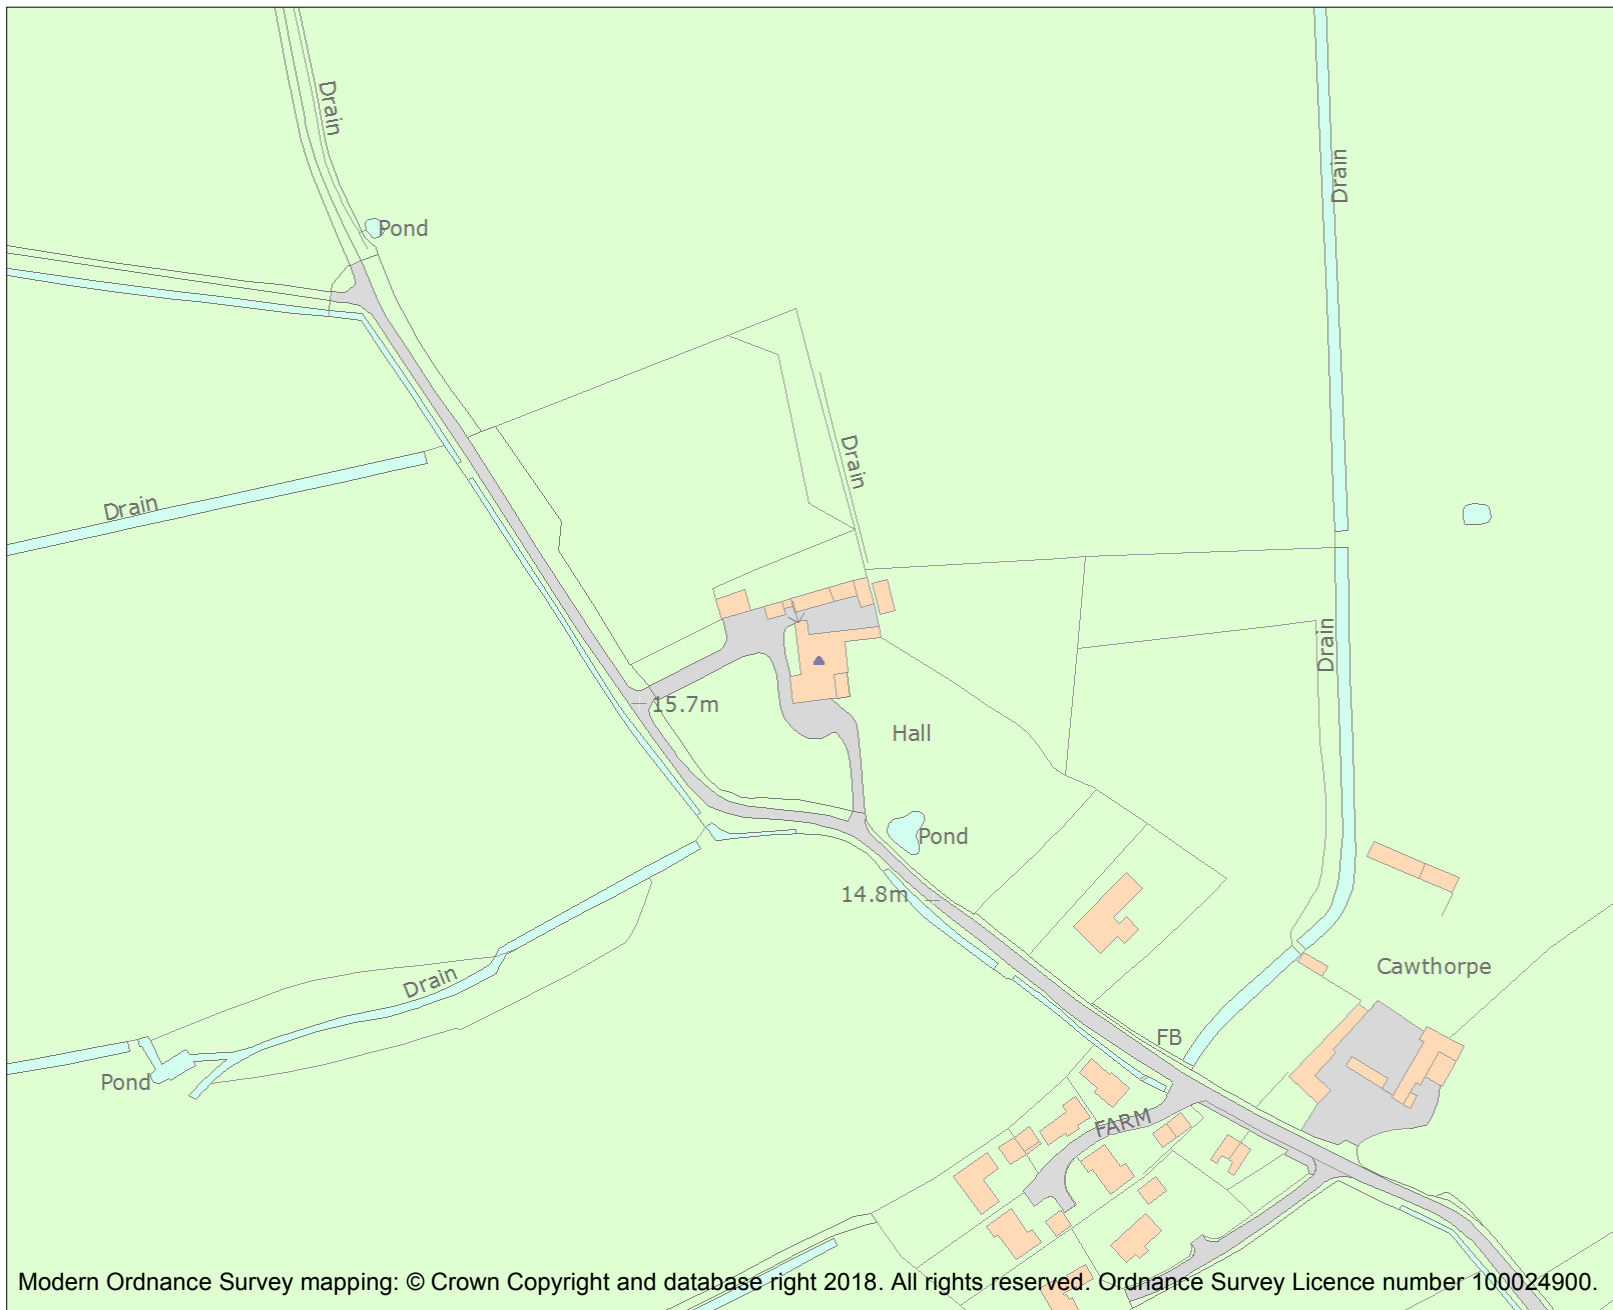 Drain
Drain
Pond
Drain
Drain
Drain
15.7m
Hall
Pond
14.8m
Cawthorpe
Drain
FB
Pond
FARM
Modern Ordnance Survey mapping: © Crown Copyright and database right 2018. All rights reserved. Ordnance Survey Licence number 100024900.